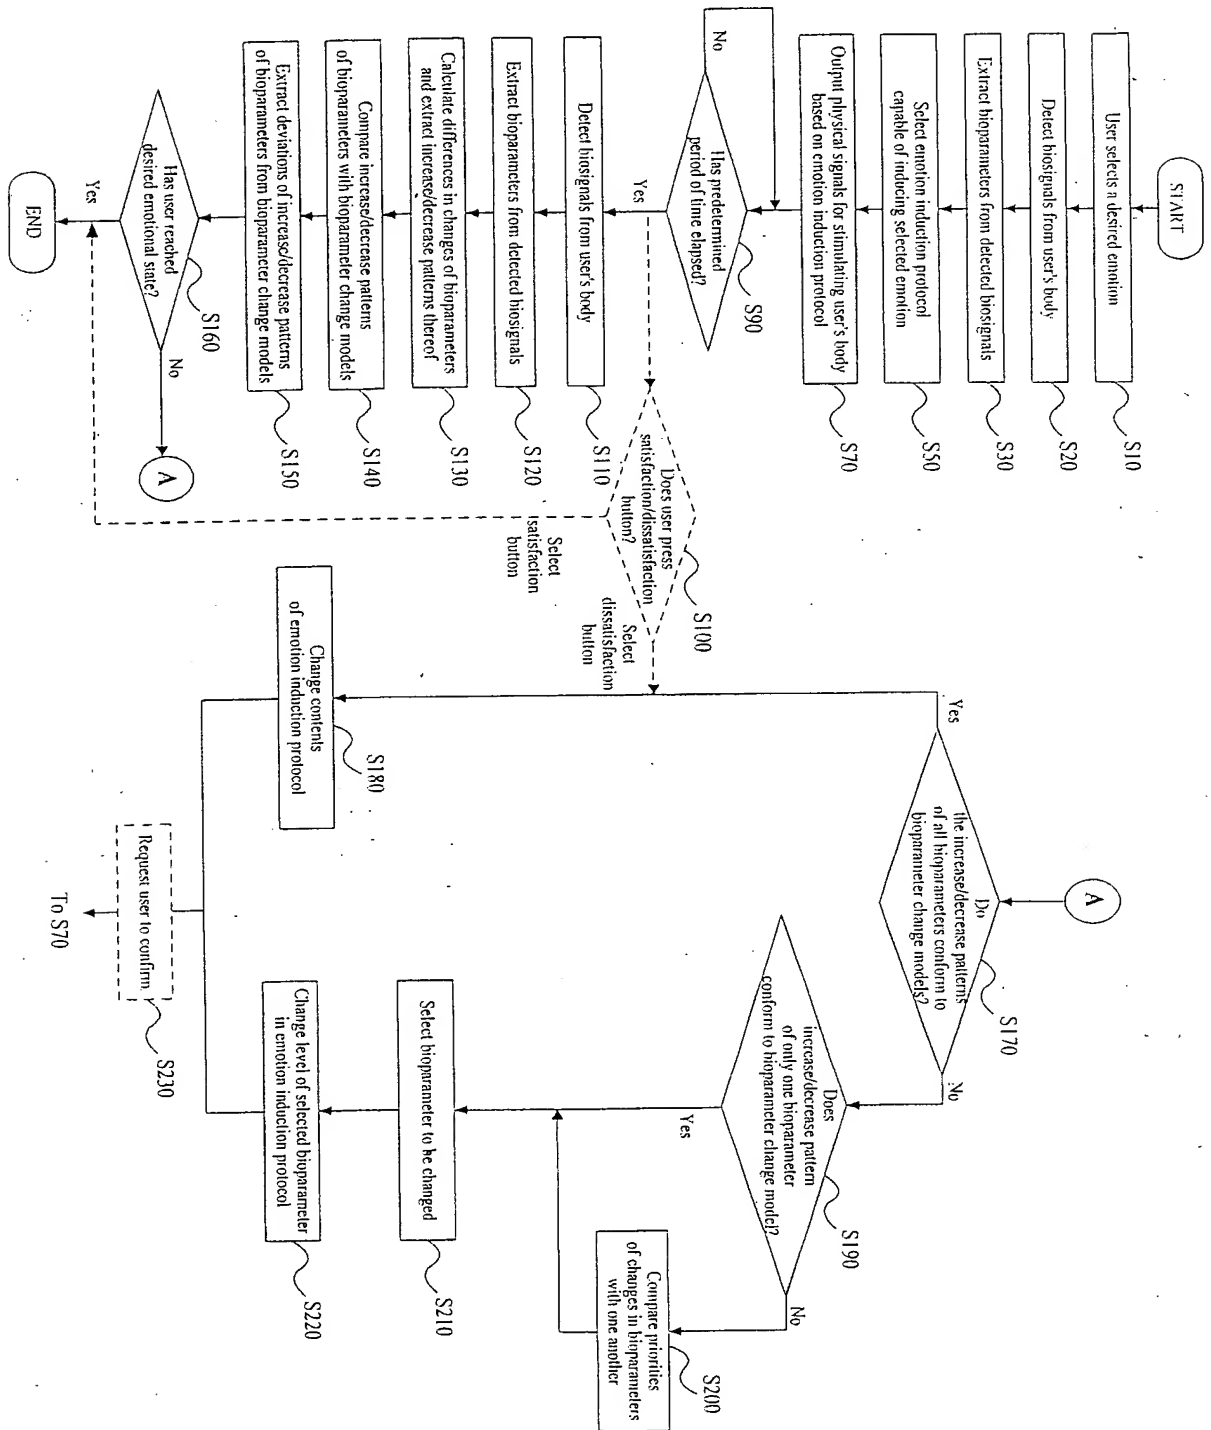 START
User selects a desired emotion
S10
Detect biosignals from user's body
S20
Extract bioparameters from detected biosignals
S30
Select emotion induction protocol
capable of inducing selected emotion
S50
Output physical signals for stimulating user's body
based on emotion induction protocol
S70
Has predetermined
period of time elapsed?
S90
No
Yes
Does user press
satisfaction/dissatisfaction
button?
S100
Select
satisfaction
button
Select
dissatisfaction
button
Detect biosignals from user's body
S110
Extract bioparameters from detected biosignals
S120
Calculate differences in changes of bioparameters
and extract increase/decrease patterns thereof
S130
Compare increase/decrease patterns
of bioparameters with bioparameter change models
S140
Extract deviations of increase/decrease patterns
of bioparameters from bioparameter change models
S150
Has user reached
desired emotional state?
S160
No
A
Yes
END
A
Do
the increase/decrease patterns
of all bioparameters conform to
bioparameter change models?
S170
Yes
No
Change contents
of emotion induction protocol
S180
Does
increase/decrease pattern
of only one bioparameter
conform to bioparameter change model?
S190
Yes
No
Compare priorities
of changes in bioparameters
with one another
S200
Select bioparameter to be changed
S210
Change level of selected bioparameter
in emotion induction protocol
S220
Request user to confirm
S230
To S70